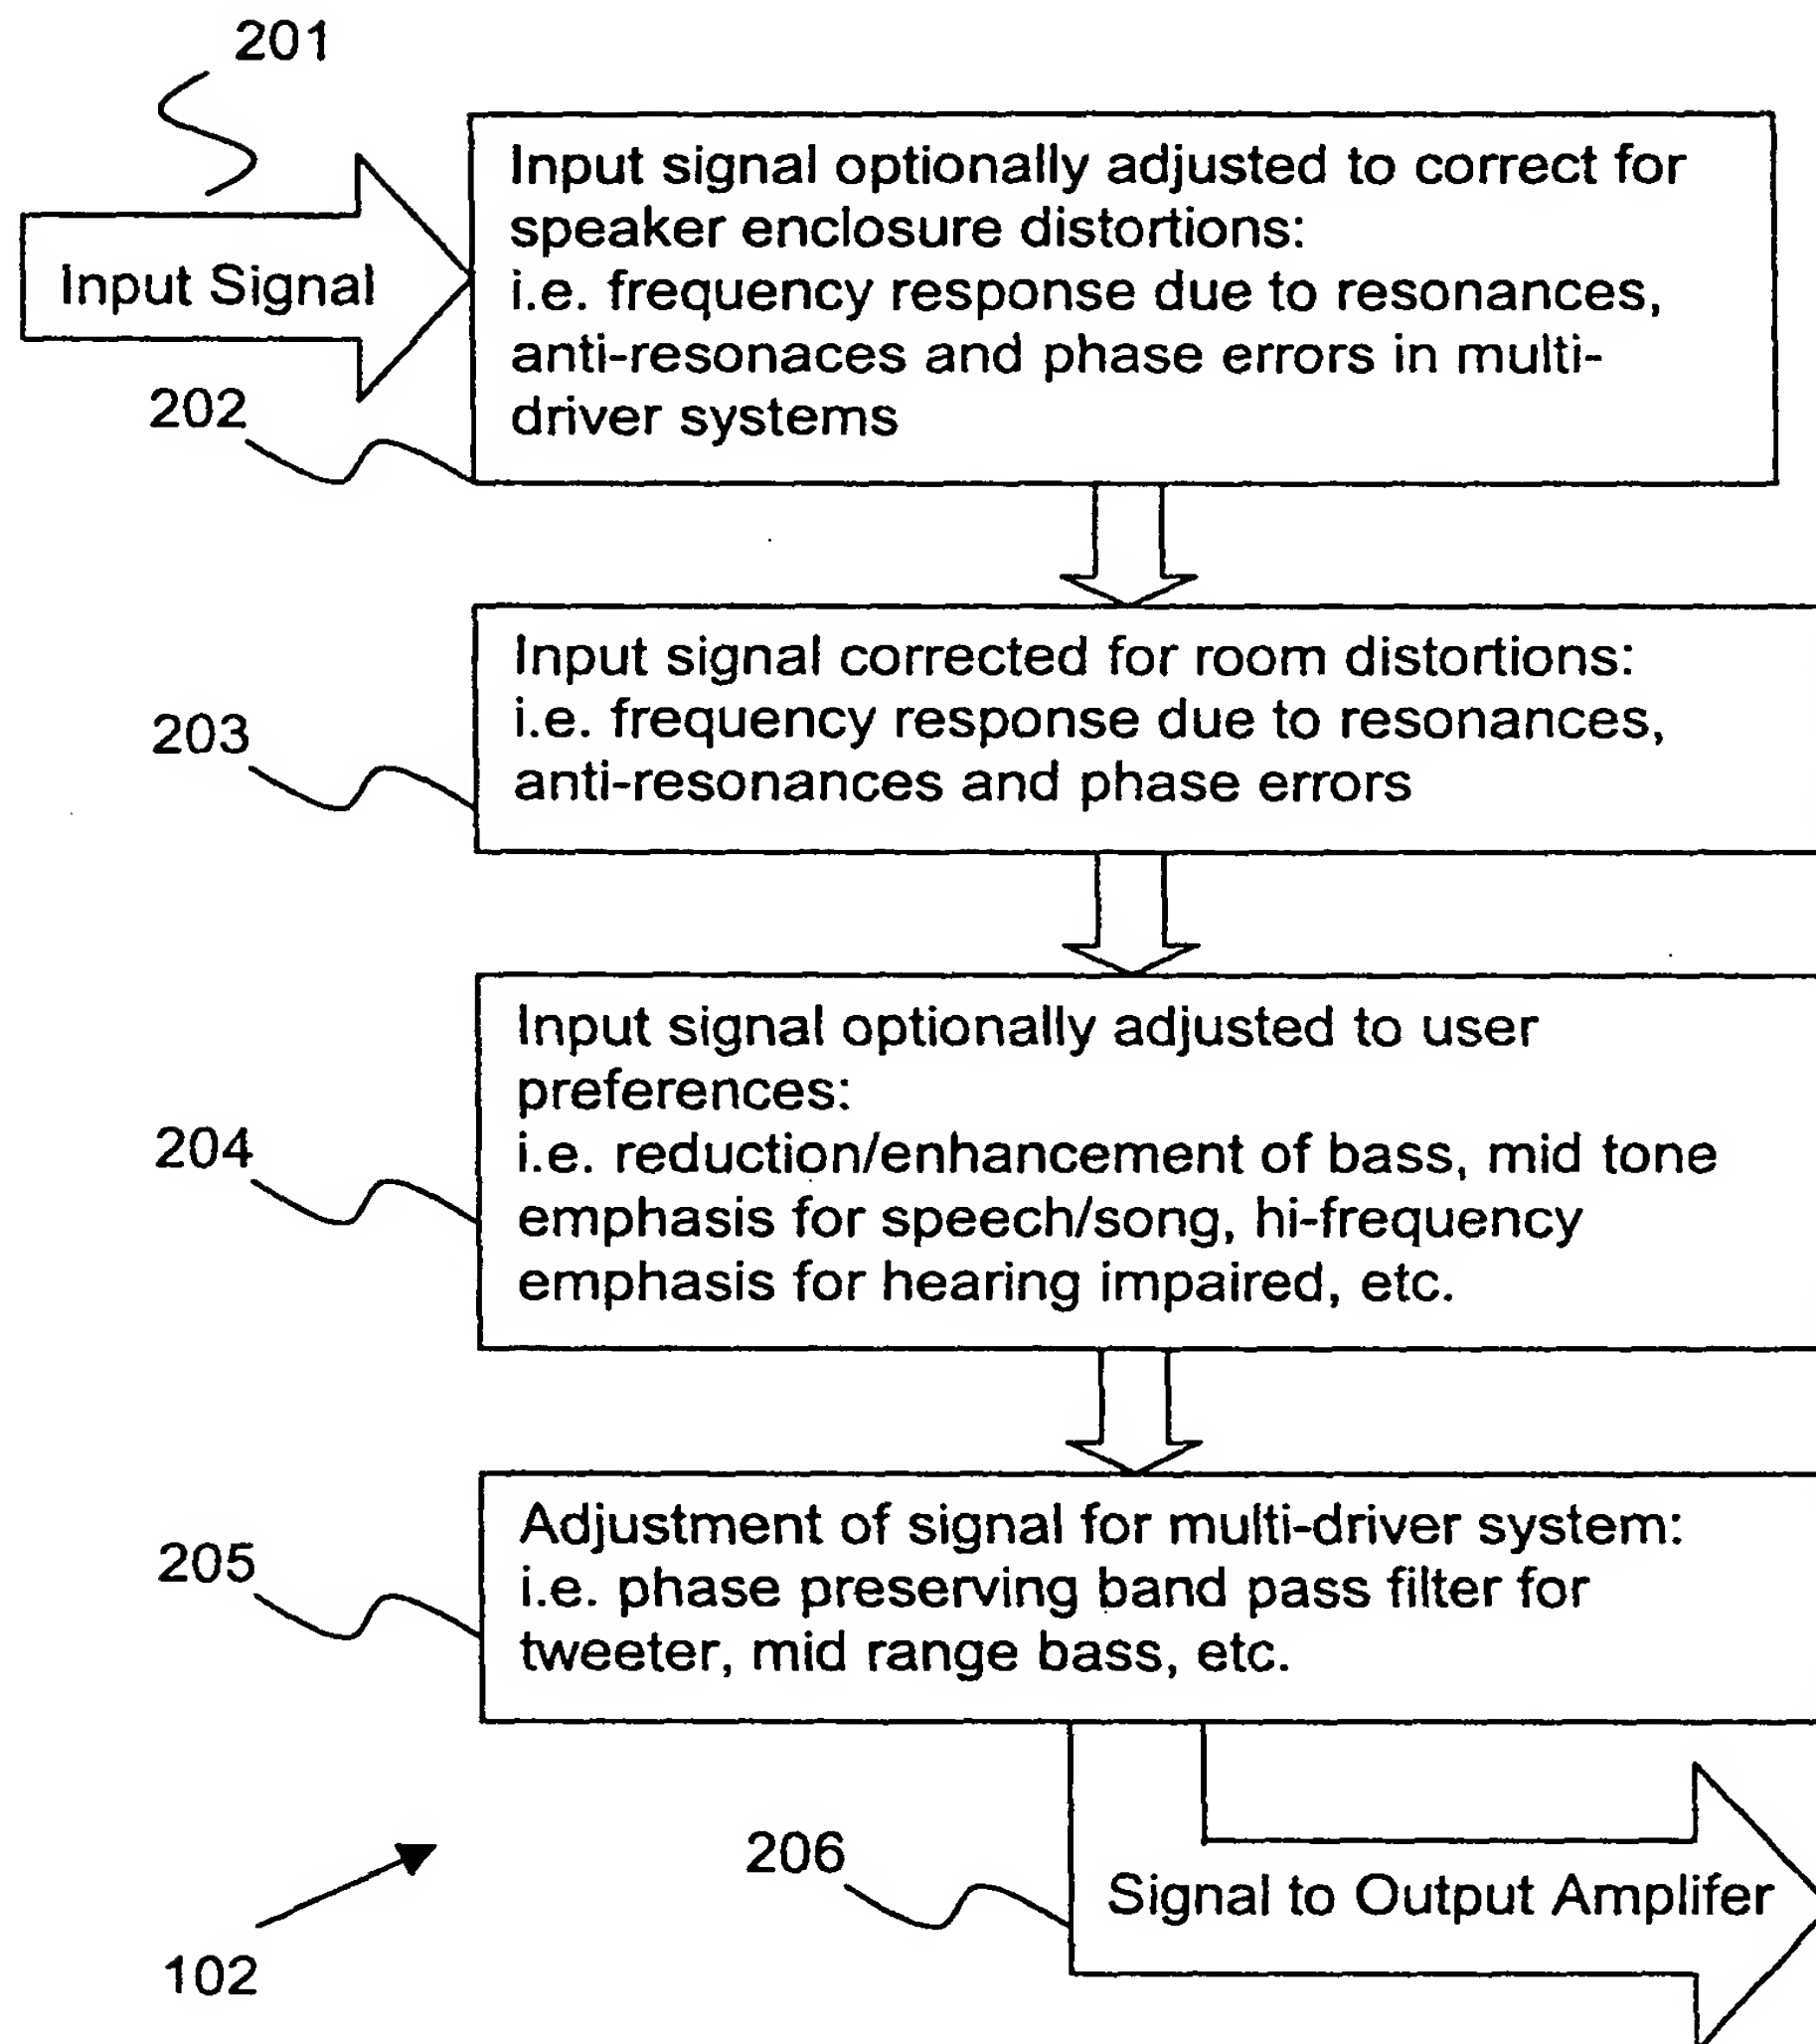 201
Input Signal
202
Input signal optionally adjusted to correct for
speaker enclosure distortions:
i.e. frequency response due to resonances,
anti-resonaces and phase errors in multi-
driver systems
203
Input signal corrected for room distortions:
i.e. frequency response due to resonances,
anti-resonances and phase errors
204
Input signal optionally adjusted to user
preferences:
i.e. reduction/enhancement of bass, mid tone
emphasis for speech/song, hi-frequency
emphasis for hearing impaired, etc.
205
Adjustment of signal for multi-driver system:
i.e. phase preserving band pass filter for
tweeter, mid range bass, etc.
206
Signal to Output Amplifer
102